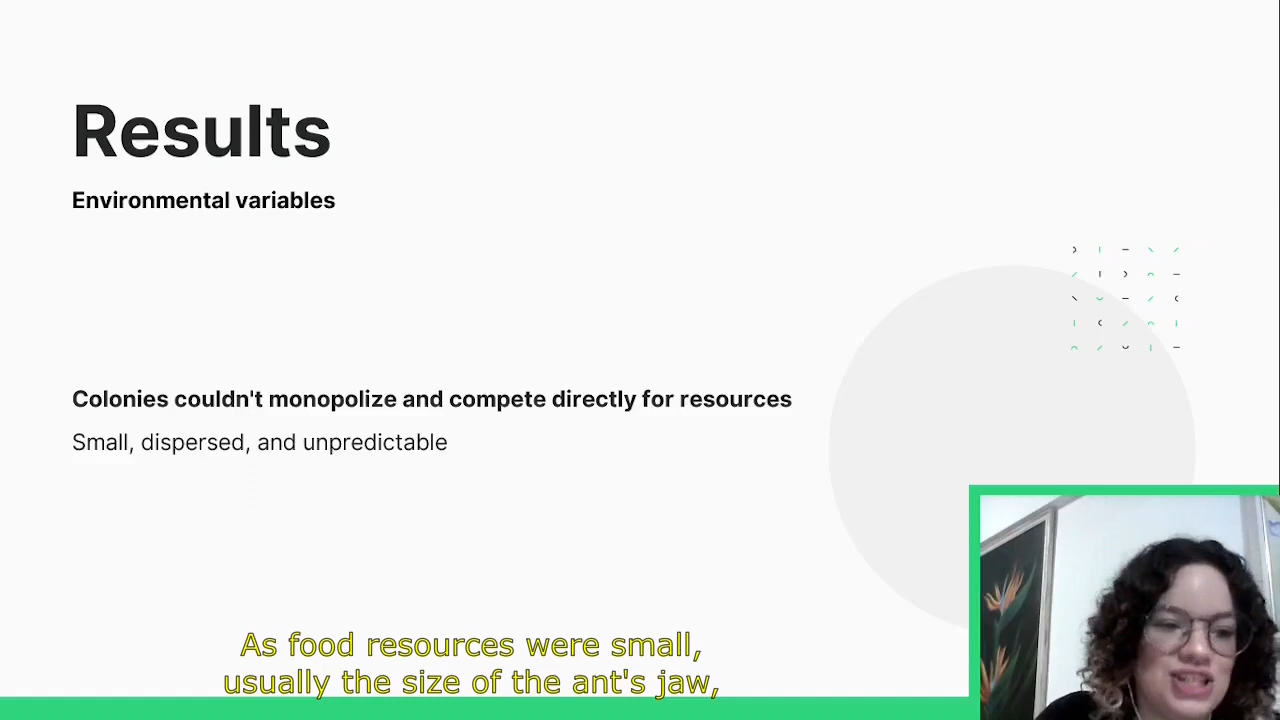 Results
Environmental variables
Colonies couldn't monopolize and compete directly for resources
Small, dispersed, and unpredictable
As food resources were small,
usually the size of the ant's jaw,